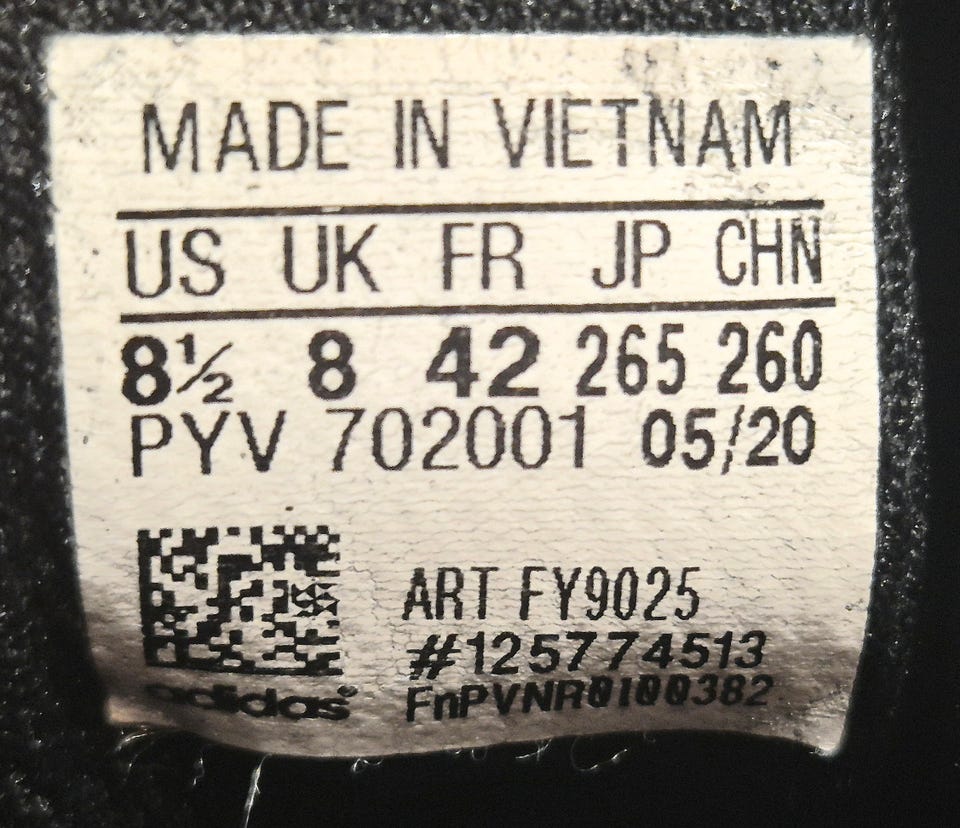 MADE IN VIETNAM
US UK FR JP CHN
8½ 8 42 265 260
PYV 702001 05/20
ART FY9025
#125774513
FnPVNR0100382
adidas®